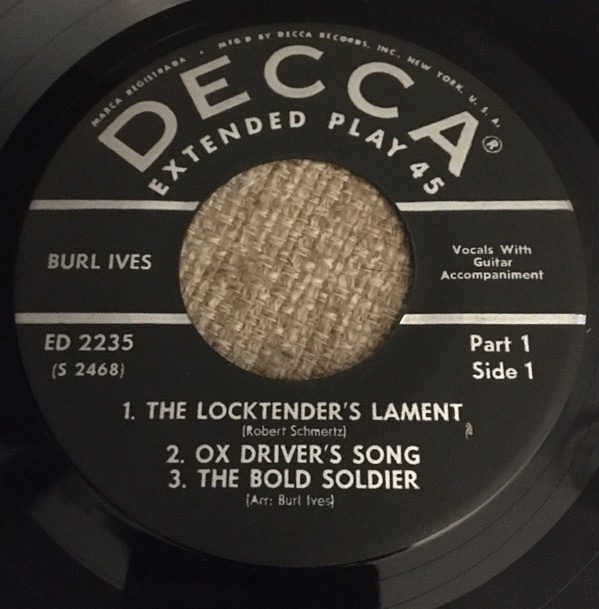 MARCA REGISTRADA • MFG'D BY DECCA RECORDS, INC., NEW YORK, U. S. A.
DECCA®
EXTENDED PLAY 45
BURL IVES
Vocals With
Guitar
Accompaniment
ED 2235
(S 2468)
Part 1
Side 1
1. THE LOCKTENDER'S LAMENT
(Robert Schmertz)
2. OX DRIVER'S SONG
3. THE BOLD SOLDIER
(Arr: Burl Ives)